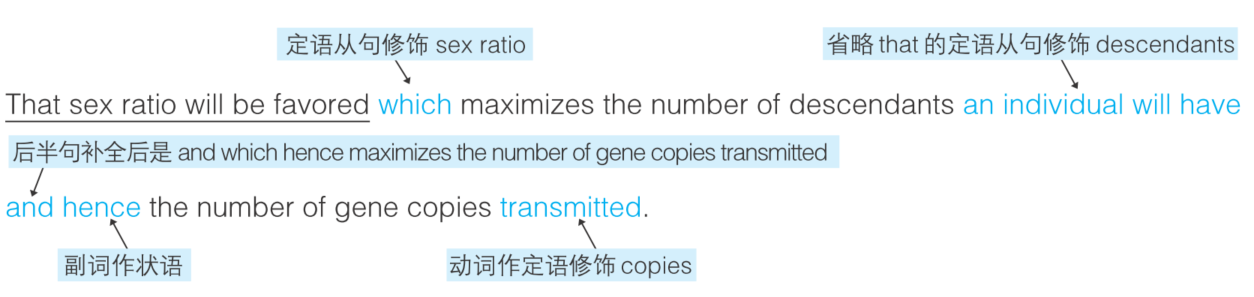 定语从句修饰 sex ratio
省略 that 的定语从句修饰 descendants
That sex ratio will be favored which maximizes the number of descendants an individual will have
后半句补全后是 and which hence maximizes the number of gene copies transmitted
and hence the number of gene copies transmitted.
副词作状语
动词作定语修饰 copies